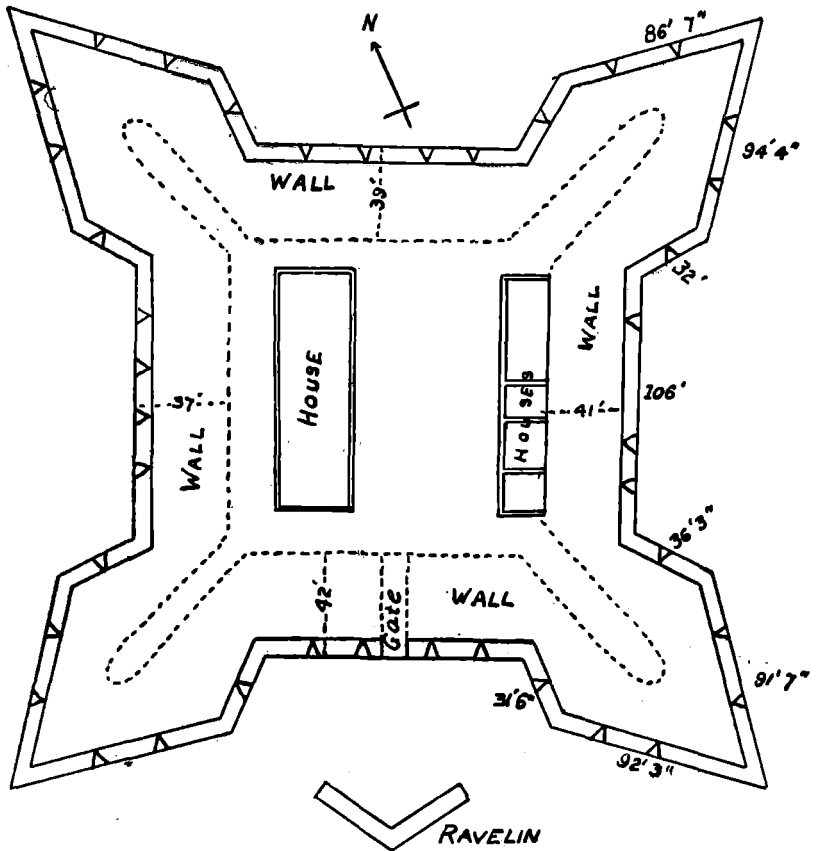 N
86' 7"
94' 4"
WALL
39'
32'
WALL
HOUSE
HOUSES
37'
41'
106'
WALL
36' 3"
42'
Gate
WALL
91' 7"
31' 6"
92' 3"
RAVELIN